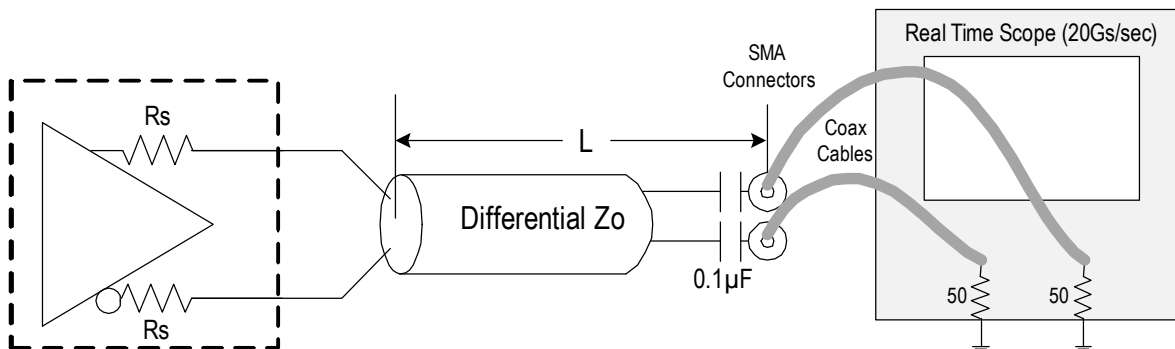 Real Time Scope (20Gs/sec)
SMA
Connectors
Rs
L
Coax
Cables
Differential Zo
0.1µF
50
50
Rs